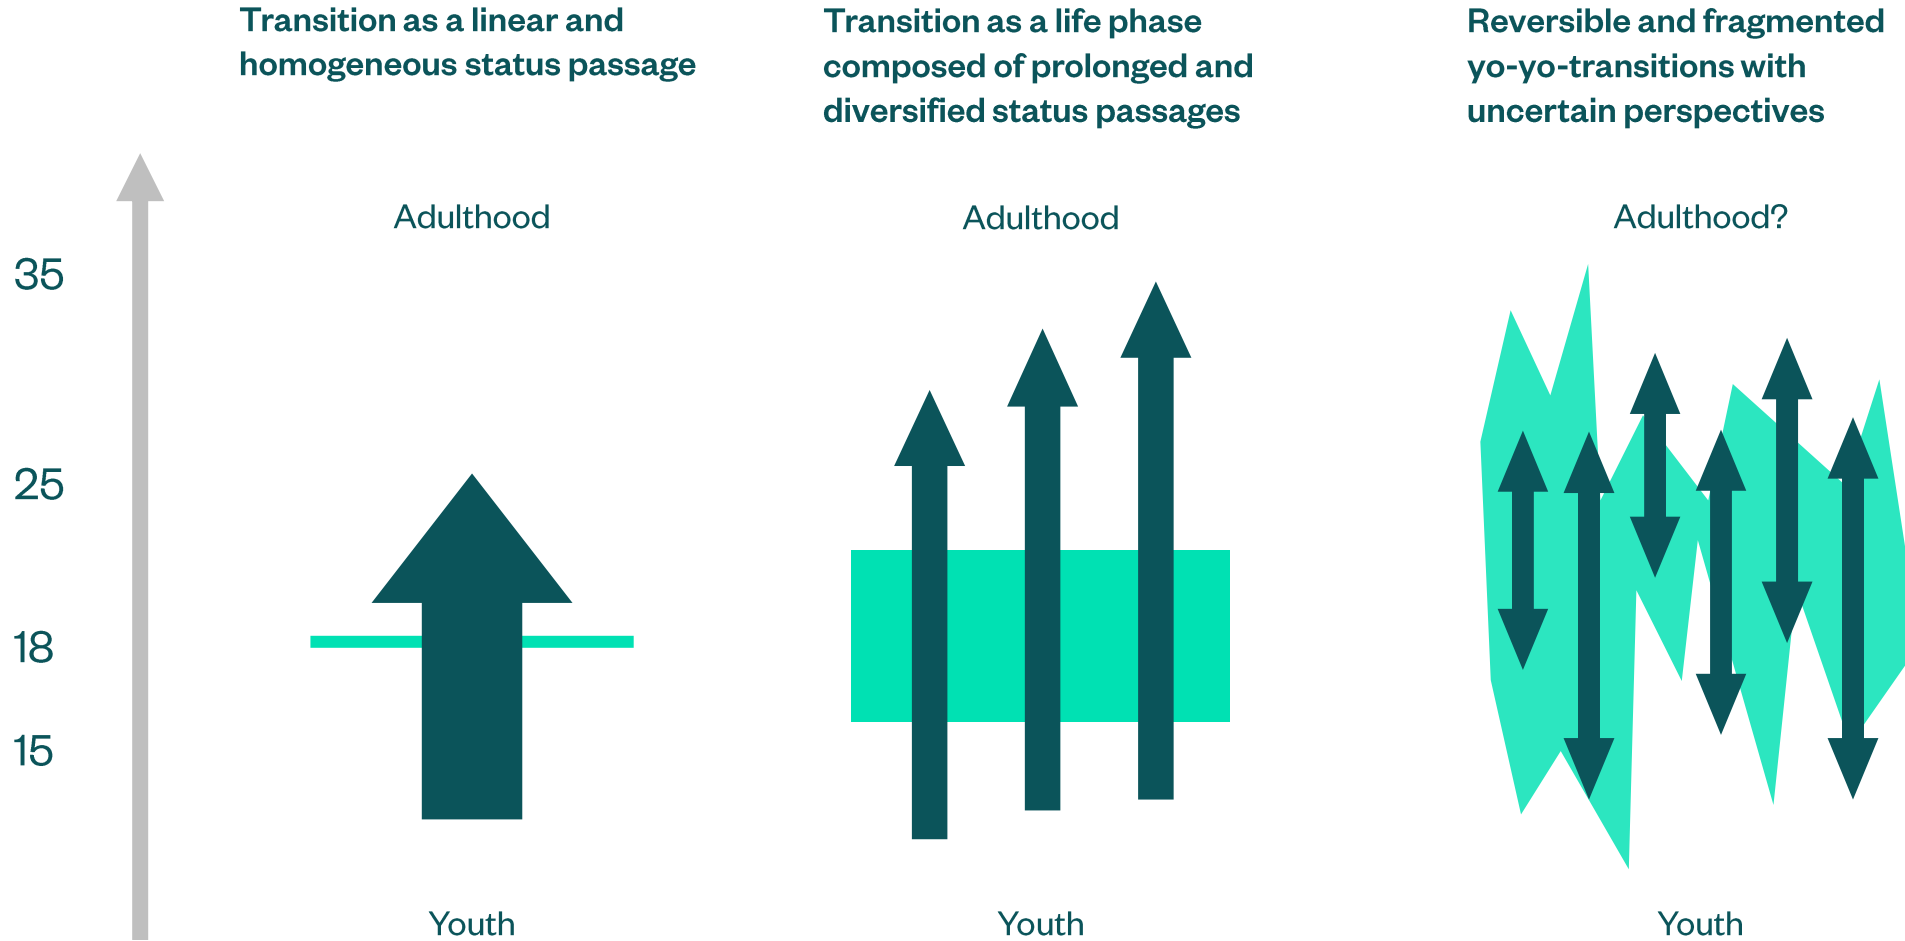 Transition as a linear and
homogeneous status passage
Transition as a life phase
composed of prolonged and
diversified status passages
Reversible and fragmented
yo-yo-transitions with
uncertain perspectives
Adulthood
Adulthood
Adulthood?
35
25
18
15
Youth
Youth
Youth